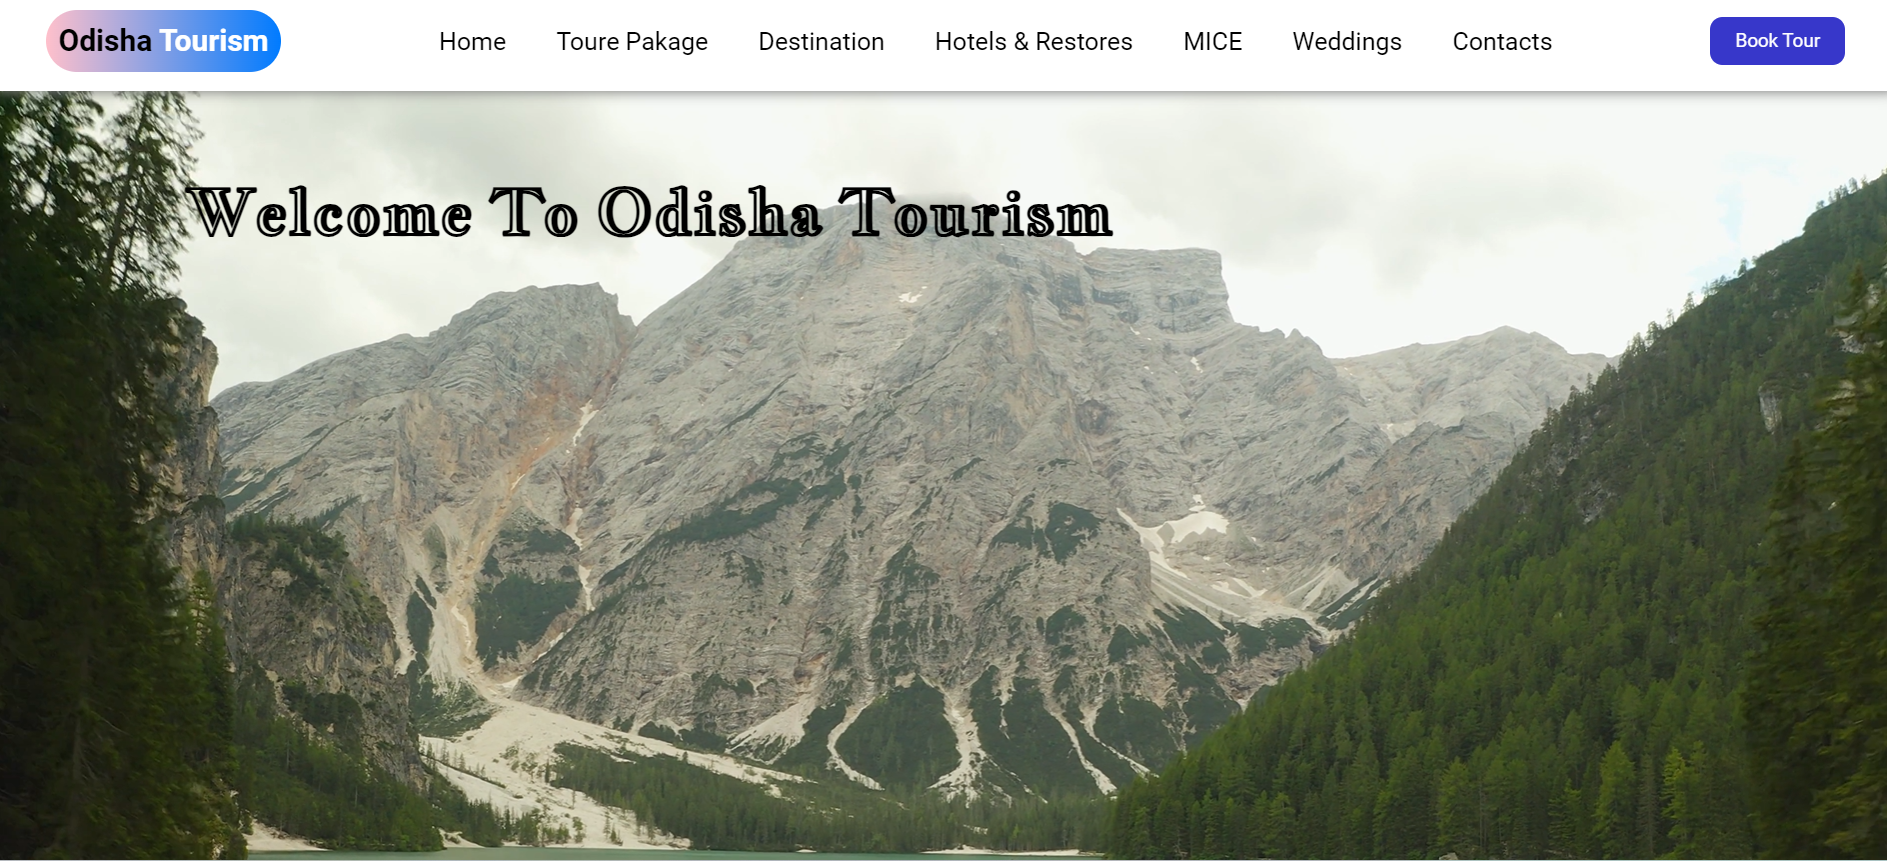 Odisha Tourism
Home Toure Pakage Destination Hotels & Restores MICE Weddings Contacts
Book Tour
Welcome To Odisha Tourism